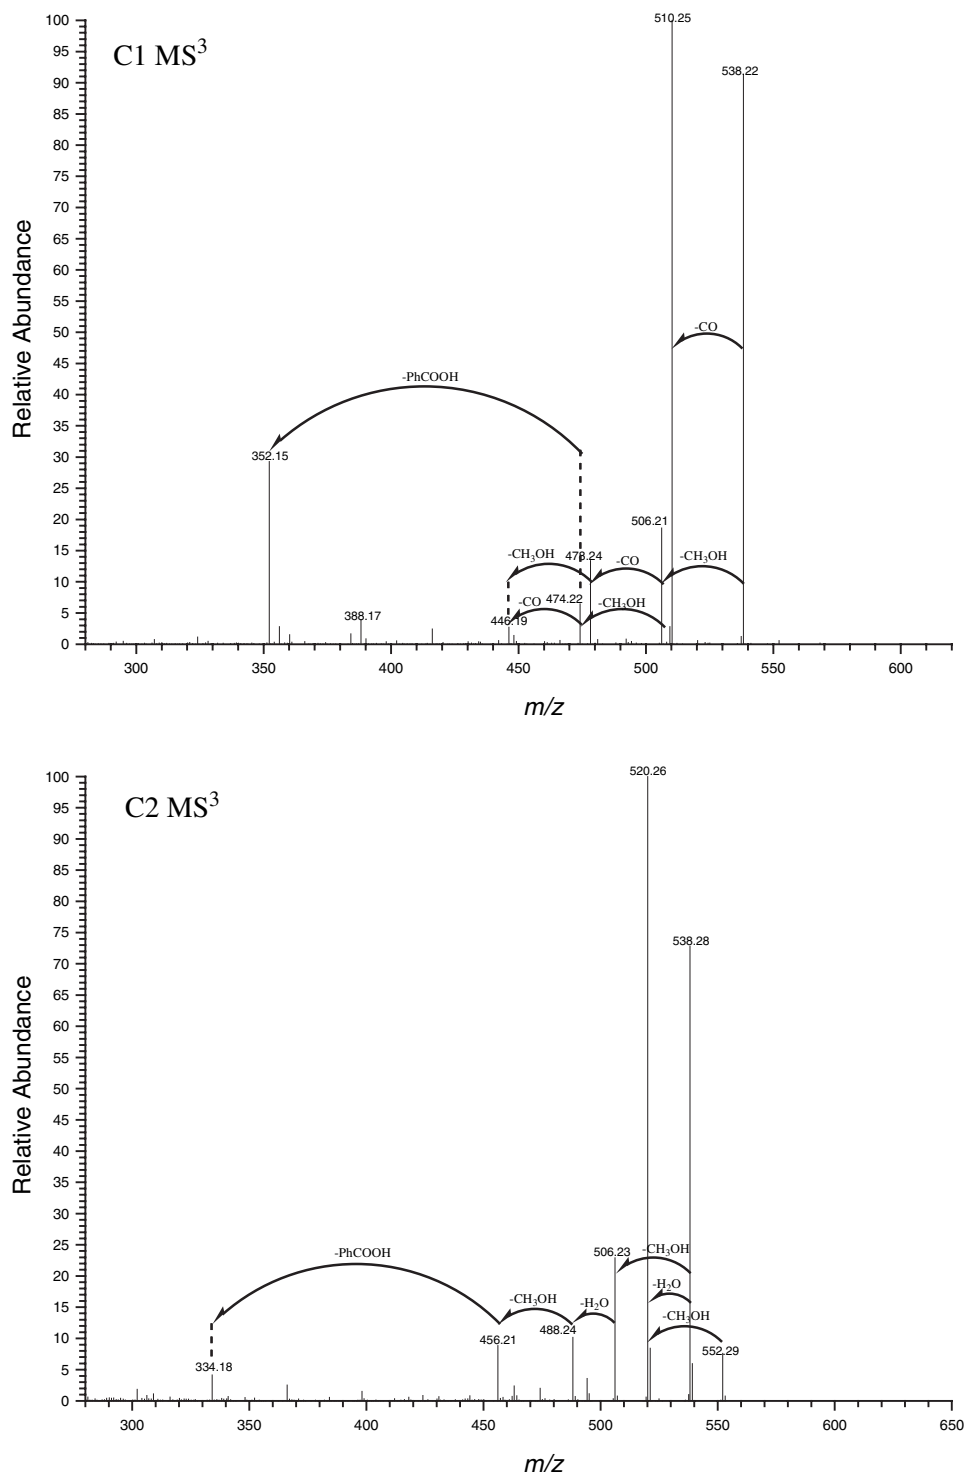 C1 MS³
Relative Abundance
100
95
90
85
80
75
70
65
60
55
50
45
40
35
30
25
20
15
10
5
0
510.25
538.22
-CO
-PhCOOH
352.15
506.21
-CH₃OH
478.24
-CO
-CH₃OH
-CO
474.22
-CH₃OH
446.19
388.17
300 350 400 450 500 550 600
m/z
C2 MS³
Relative Abundance
100
95
90
85
80
75
70
65
60
55
50
45
40
35
30
25
20
15
10
5
0
520.26
538.28
-PhCOOH
506.23
-CH₃OH
-H₂O
-CH₃OH
-H₂O
-CH₃OH
488.24
456.21
552.29
334.18
300 350 400 450 500 550 600 650
m/z